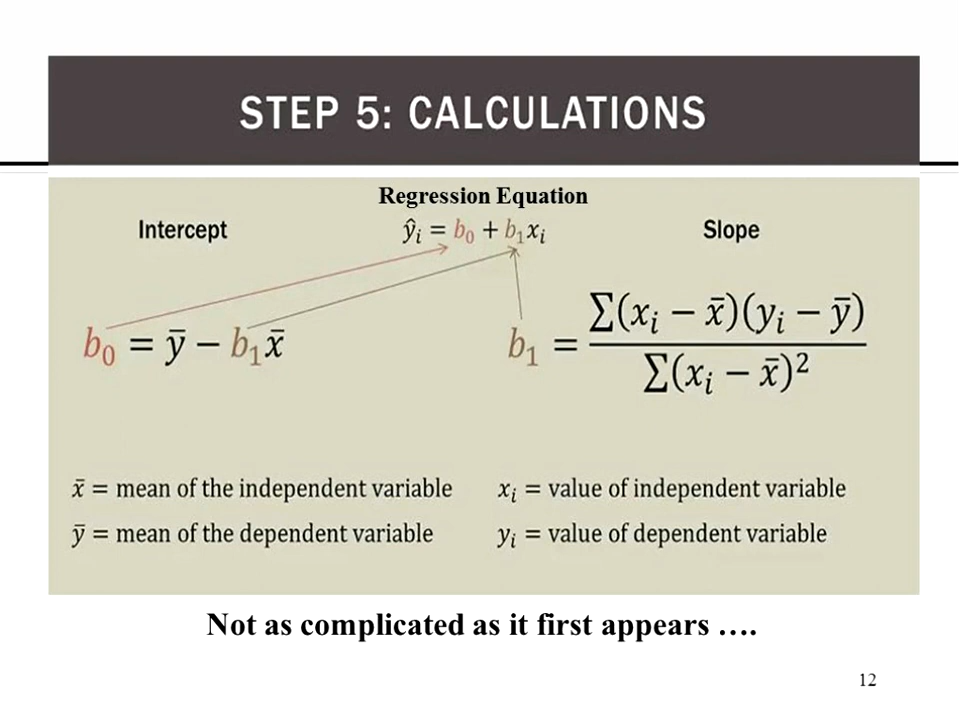 STEP 5: CALCULATIONS
Regression Equation
Intercept
ŷᵢ = b₀ + b₁xᵢ
Slope
b₀ = ȳ − b₁x̄
b₁ = ∑(xᵢ − x̄)(yᵢ − ȳ) / ∑(xᵢ − x̄)²
x̄ = mean of the independent variable
ȳ = mean of the dependent variable
xᵢ = value of independent variable
yᵢ = value of dependent variable
Not as complicated as it first appears ….
12